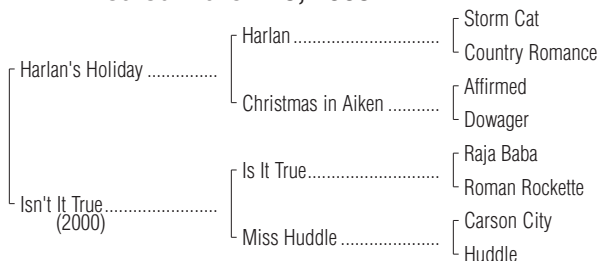 Storm Cat
Harlan
Country Romance
Harlan's Holiday
Affirmed
Christmas in Aiken
Dowager
Raja Baba
Is It True
Roman Rockette
Isn't It True
(2000)
Carson City
Miss Huddle
Huddle